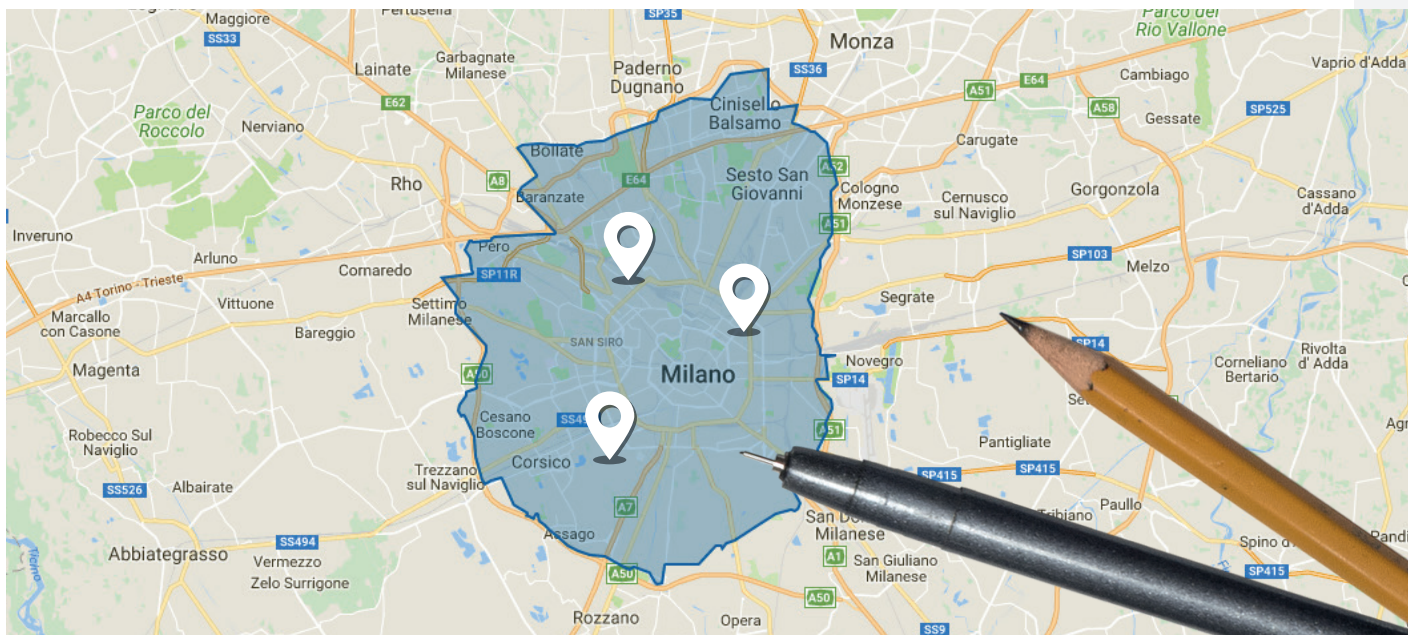 Maggiore
Pertusella
SP35
Parco del
Rio Vallone
SS33
Monza
Garbagnate
Milanese
Lainate
Paderno
Dugnano
SS36
E64
Cambiago
Vaprio d'Adda
A51
E62
Cinisello
Balsamo
A58
SP525
Parco del
Roccolo
Gessate
Nerviano
Carugate
Bollate
A52
Rho
A8
E64
Sesto San
Giovanni
Cologno
Monzese
Gorgonzola
Baranzate
Cernusco
sul Naviglio
Cassano
d'Adda
A51
Inveruno
Pero
Arluno
SP103
Cornaredo
SP11R
Melzo
A4 Torino - Trieste
Vittuone
Settimo
Milanese
Segrate
Marcallo
con Casone
Bareggio
SAN SIRO
SP14
Magenta
Milano
Novegro
Corneliano
Bertario
Rivolta
d' Adda
A50
SP14
Cesano
Boscone
A51
Robecco Sul
Naviglio
Corsico
Pantigliate
Trezzano
sul Naviglio
SP415
SP415
SS526
Albairate
A7
Paullo
Assago
Milanese
SS494
Abbiategrasso
Vermezzo
A1
San Giuliano
Milanese
Zelo Surrigone
A50
SP415
A50
Ticino
Rozzano
Opera
SS9